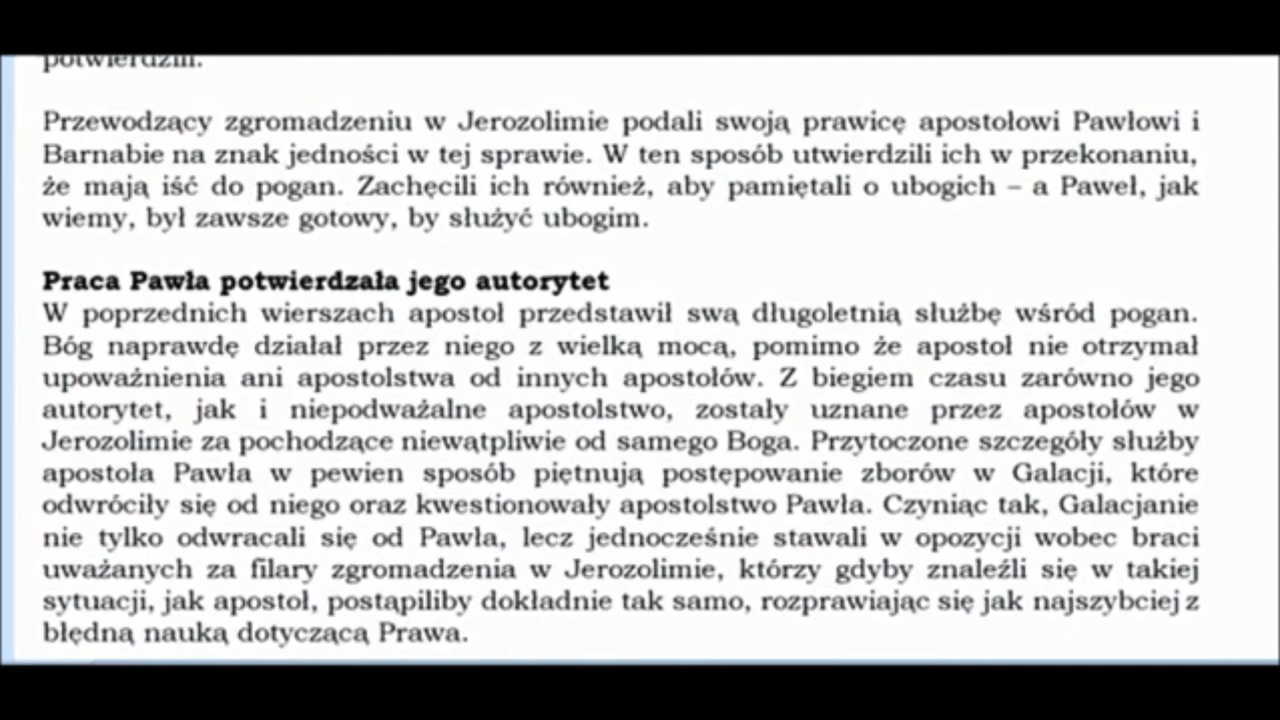 potwierdzili.
Przewodzący zgromadzeniu w Jerozolimie podali swoją prawicę apostołowi Pawłowi i
Barnabie na znak jedności w tej sprawie. W ten sposób utwierdzili ich w przekonaniu,
że mają iść do pogan. Zachęcili ich również, aby pamiętali o ubogich – a Paweł, jak
wiemy, był zawsze gotowy, by służyć ubogim.
Praca Pawła potwierdzała jego autorytet
W poprzednich wierszach apostoł przedstawił swą długoletnią służbę wśród pogan.
Bóg naprawdę działał przez niego z wielką mocą, pomimo że apostoł nie otrzymał
upoważnienia ani apostolstwa od innych apostołów. Z biegiem czasu zarówno jego
autorytet, jak i niepodważalne apostolstwo, zostały uznane przez apostołów w
Jerozolimie za pochodzące niewątpliwie od samego Boga. Przytoczone szczegóły służby
apostoła Pawła w pewien sposób piętnują postępowanie zborów w Galacji, które
odwróciły się od niego oraz kwestionowały apostolstwo Pawła. Czyniąc tak, Galacjanie
nie tylko odwracali się od Pawła, lecz jednocześnie stawali w opozycji wobec braci
uważanych za filary zgromadzenia w Jerozolimie, którzy gdyby znaleźli się w takiej
sytuacji, jak apostoł, postąpiliby dokładnie tak samo, rozprawiając się jak najszybciej z
błędną nauką dotyczącą Prawa.